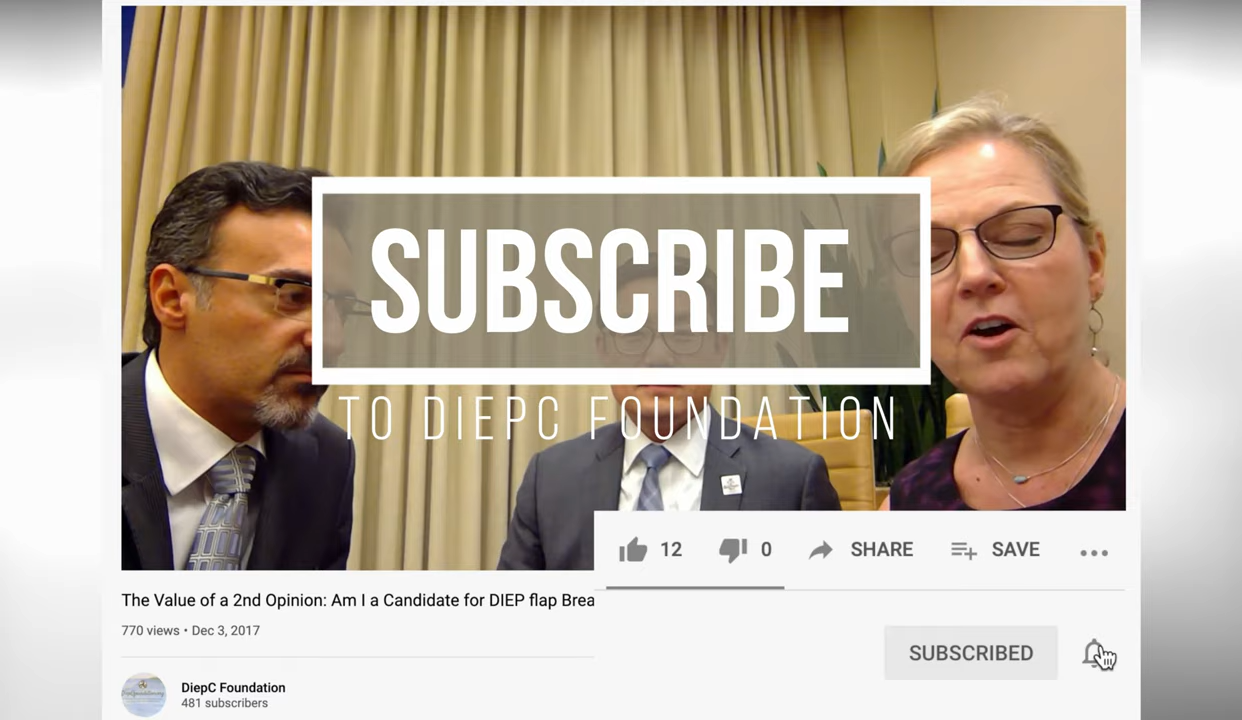 SUBSCRIBE
TO DIEPC FOUNDATION
12 0 SHARE SAVE
The Value of a 2nd Opinion: Am I a Candidate for DIEP flap Brea
770 views • Dec 3, 2017
SUBSCRIBED
DiepC Foundation
481 subscribers